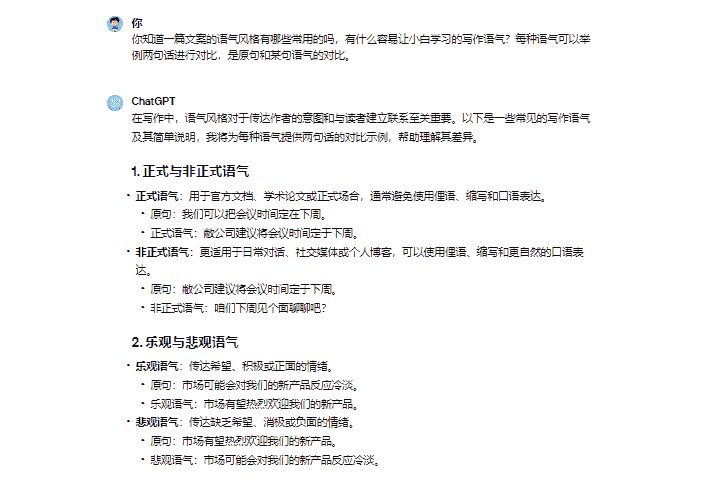 你
你知道一篇文案的语气风格有哪些常用的吗，有什么容易让小白学习的写作语气？每种语气可以举
例两句话进行对比，是原句和某句语气的对比。
ChatGPT
在写作中，语气风格对于传达作者的意图和与读者建立联系至关重要。以下是一些常见的写作语气
及其简单说明，我将为每种语气提供两句话的对比示例，帮助理解其差异。
1. 正式与非正式语气
• 正式语气：用于官方文档、学术论文或正式场合，通常避免使用俚语、缩写和口语表达。
• 原句：我们可以把会议时间定在下周。
• 正式语气：敝公司建议将会议时间定于下周。
• 非正式语气：更适用于日常对话、社交媒体或个人博客，可以使用俚语、缩写和更自然的口语表
达。
• 原句：敝公司建议将会议时间定于下周。
• 非正式语气：咱们下周见个面聊聊吧？
2. 乐观与悲观语气
• 乐观语气：传达希望、积极或正面的情绪。
• 原句：市场可能会对我们的新产品反应冷淡。
• 乐观语气：市场有望热烈欢迎我们的新产品。
• 悲观语气：传达缺乏希望、消极或负面的情绪。
• 原句：市场有望热烈欢迎我们的新产品。
• 悲观语气：市场可能会对我们的新产品反应冷淡。